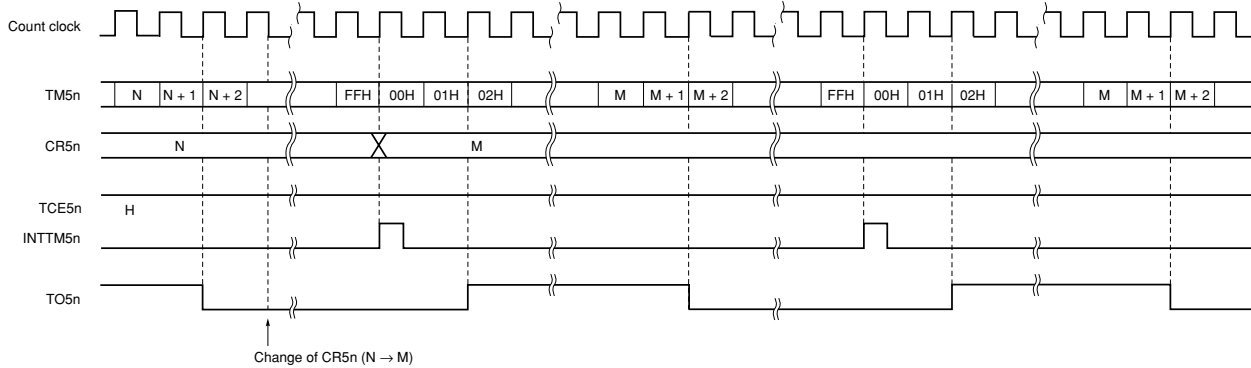 Count clock
TM5n N N + 1 N + 2 FFH 00H 01H 02H M M + 1 M + 2 FFH 00H 01H 02H M M + 1 M + 2
CR5n N M
TCE5n
H
INTTM5n
TO5n
Change of CR5n (N → M)